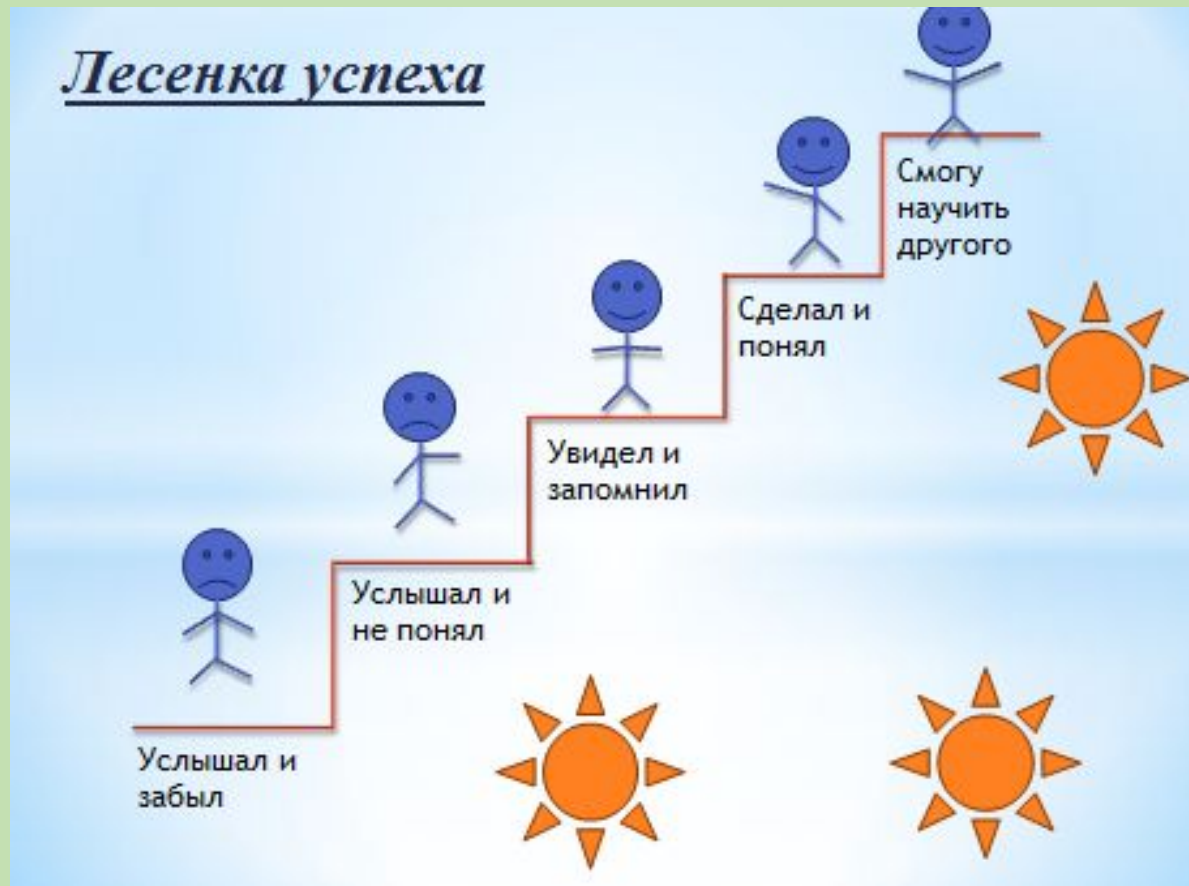 Лесенка успеха
Смогу
научить
другого
Сделал и
понял
Увидел и
запомнил
Услышал и
не понял
Услышал и
забыл